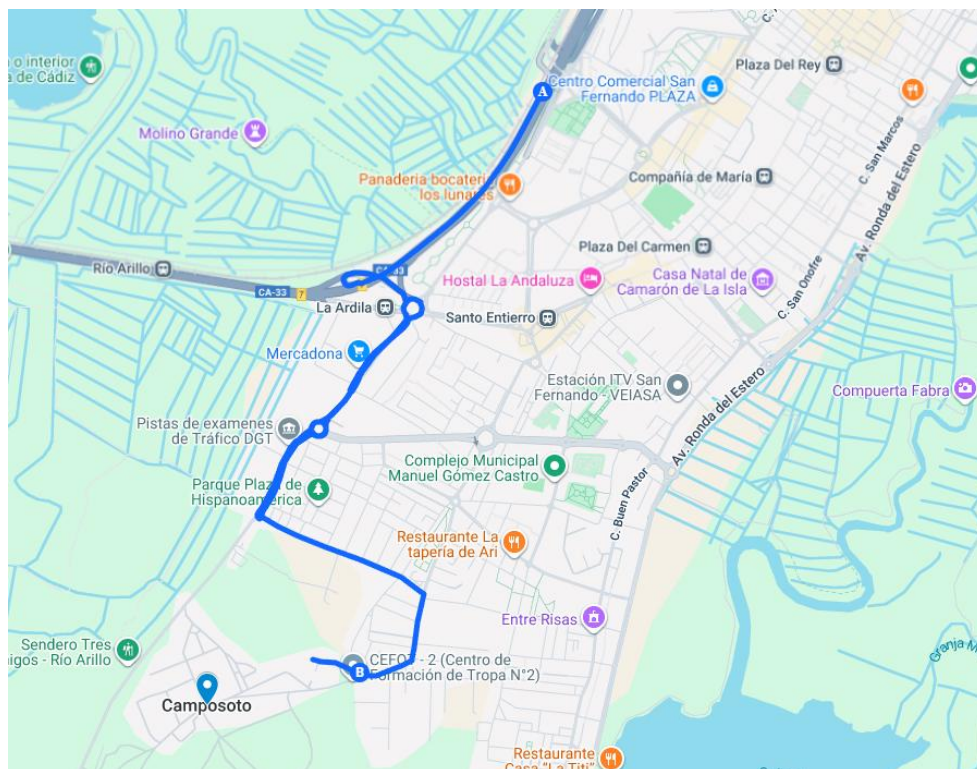 o interior
a de Cádiz
Molino Grande
A
Centro Comercial San
Fernando PLAZA
Plaza Del Rey
C. San Marcos
Av. Ronda del Estero
Panadería bocatería
los lunares
Compañía de María
Plaza Del Carmen
Río Arillo
CA-33
7
CA-33
La Ardila
Hostal La Andaluza
Casa Natal de
Camarón de La Isla
C. San Onofre
Santo Entierro
Mercadona
Estación ITV San
Fernando - VEIASA
Av. Ronda del Estero
Compuerta Fabra
Pistas de examenes
de Tráfico DGT
Complejo Municipal
Manuel Gómez Castro
Parque Plaza de
Hispanoamérica
C. Buen Pastor
Restaurante La
tapería de Ari
Entre Risas
Sendero Tres
igos - Río Arillo
CEFOT - 2 (Centro de
Formación de Tropa N°2)
B
Camposoto
Granja M
Restaurante
Casa "La Titi"